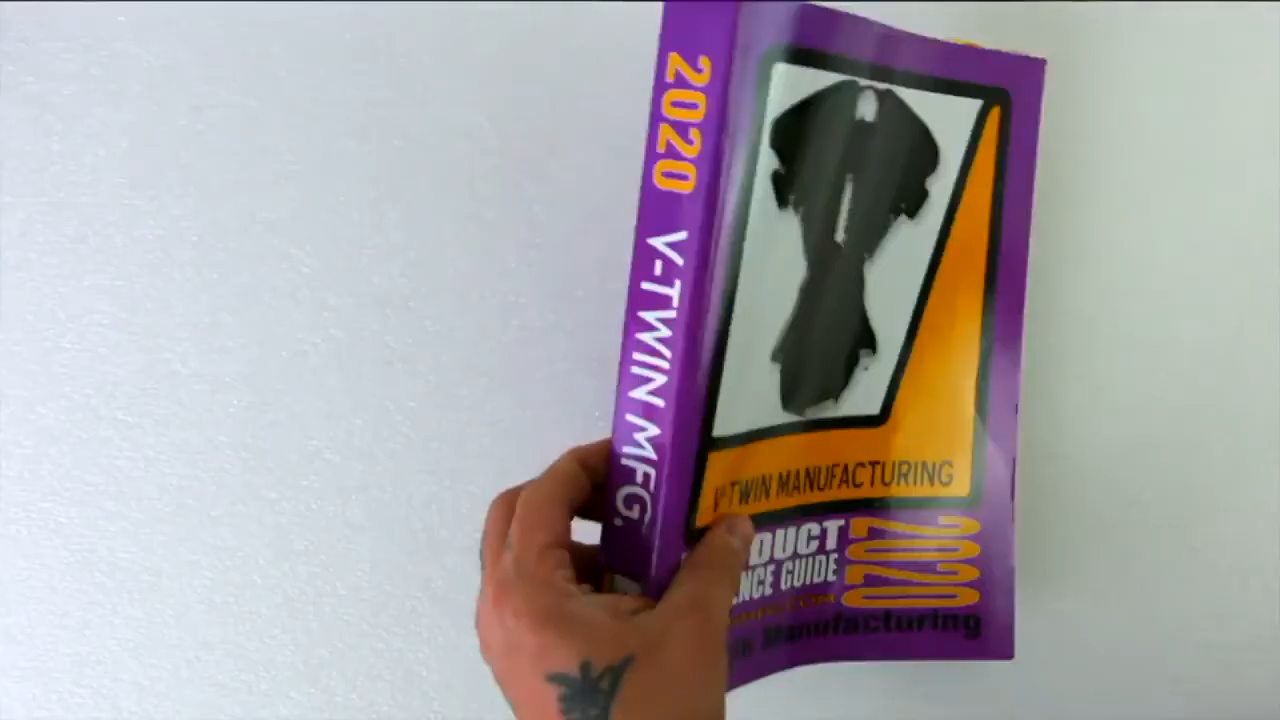 2020 V-TWIN MFG.
V-TWIN MANUFACTURING
DUCT
NCE GUIDE
2020
Manufacturing